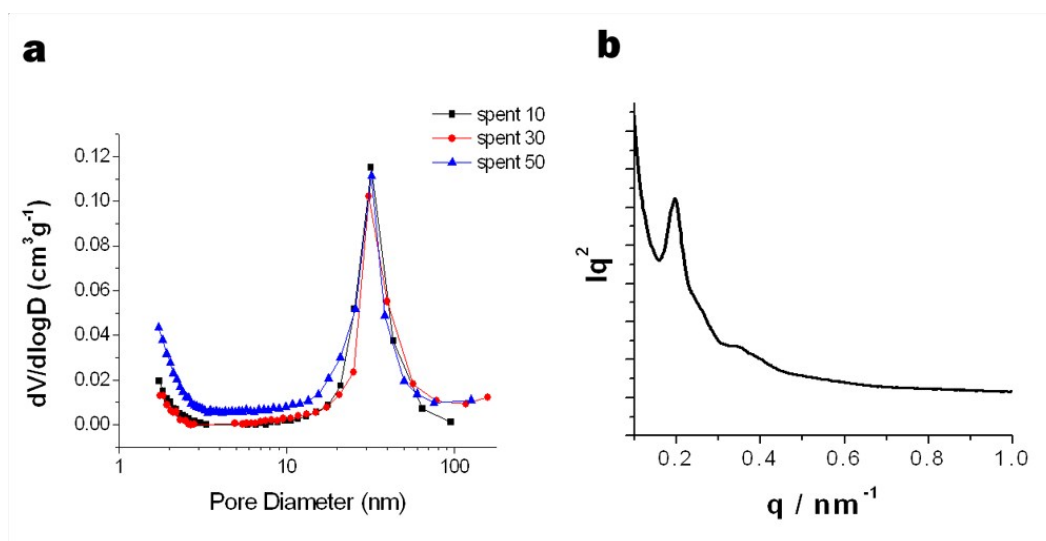 a
b
spent 10
spent 30
spent 50
0.12
0.10
0.08
0.06
0.04
0.02
0.00
dV/dlogD (cm³g⁻¹)
1
10
100
Pore Diameter (nm)
Iq²
0.2
0.4
0.6
0.8
1.0
q / nm⁻¹